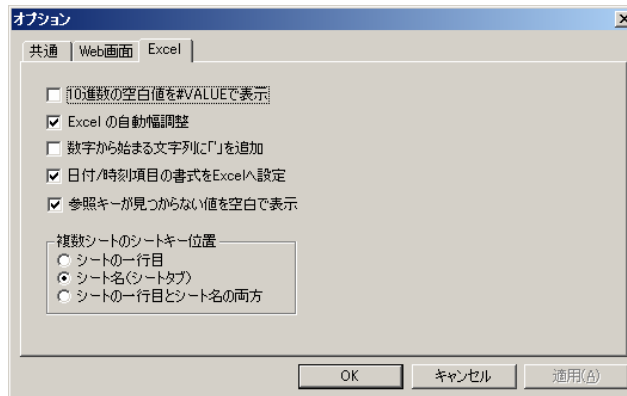 オプション
共通 Web画面 Excel
10進数の空白値を#VALUEで表示
Excel の自動幅調整
数字から始まる文字列に「'」を追加
日付/時刻項目の書式をExcelへ設定
参照キーが見つからない値を空白で表示
複数シートのシートキー位置
シートの一行目
シート名(シートタブ)
シートの一行目とシート名の両方
OK キャンセル 適用(A)